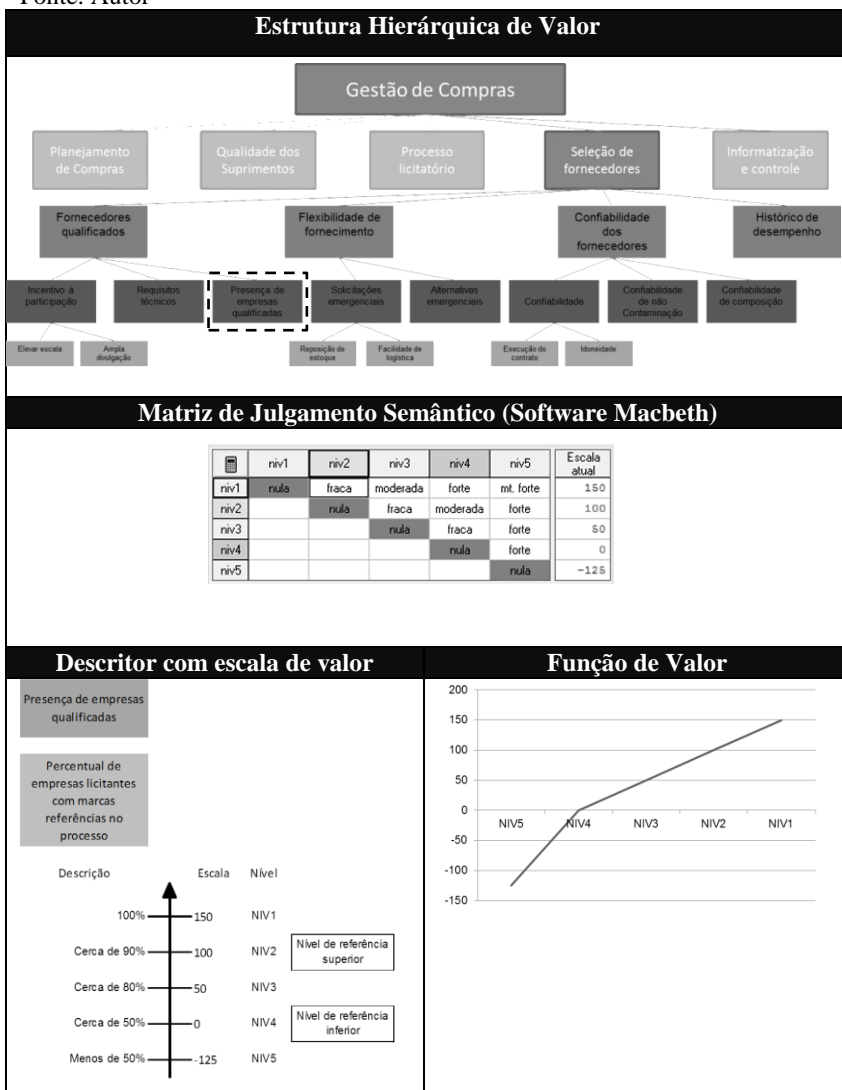 Fonte: Autor
Estrutura Hierárquica de Valor
Gestão de Compras
Planejamento
de Compras
Qualidade dos
Suprimentos
Processo
licitatório
Seleção de
fornecedores
Informatização
e controle
Fornecedores
qualificados
Flexibilidade de
fornecimento
Confiabilidade
dos
fornecedores
Histórico de
desempenho
Incentivo à
participação
Requisitos
técnicos
Presença de
empresas
qualificadas
Solicitações
emergenciais
Alternativas
emergenciais
Confiabilidade
Confiabilidade
de não
Contaminação
Confiabilidade
de composição
Elevar escala
Ampla
divulgação
Reposição de
estoque
Facilidade de
logística
Execução do
contrato
Idoneidade
Matriz de Julgamento Semântico (Software Macbeth)
niv1 niv2 niv3 niv4 niv5 Escala atual
niv1 nula fraca moderada forte mt. forte 150
niv2 nula fraca moderada forte 100
niv3 nula fraca forte 50
niv4 nula forte 0
niv5 nula -125
Descritor com escala de valor
Presença de empresas
qualificadas
Percentual de
empresas licitantes
com marcas
referências no
processo
Descrição Escala Nível
100% 150 NIV1
Cerca de 90% 100 NIV2 Nível de referência superior
Cerca de 80% 50 NIV3
Cerca de 50% 0 NIV4 Nível de referência inferior
Menos de 50% -125 NIV5
Função de Valor
200
150
100
50
0
-50
-100
-150
NIV5 NIV4 NIV3 NIV2 NIV1